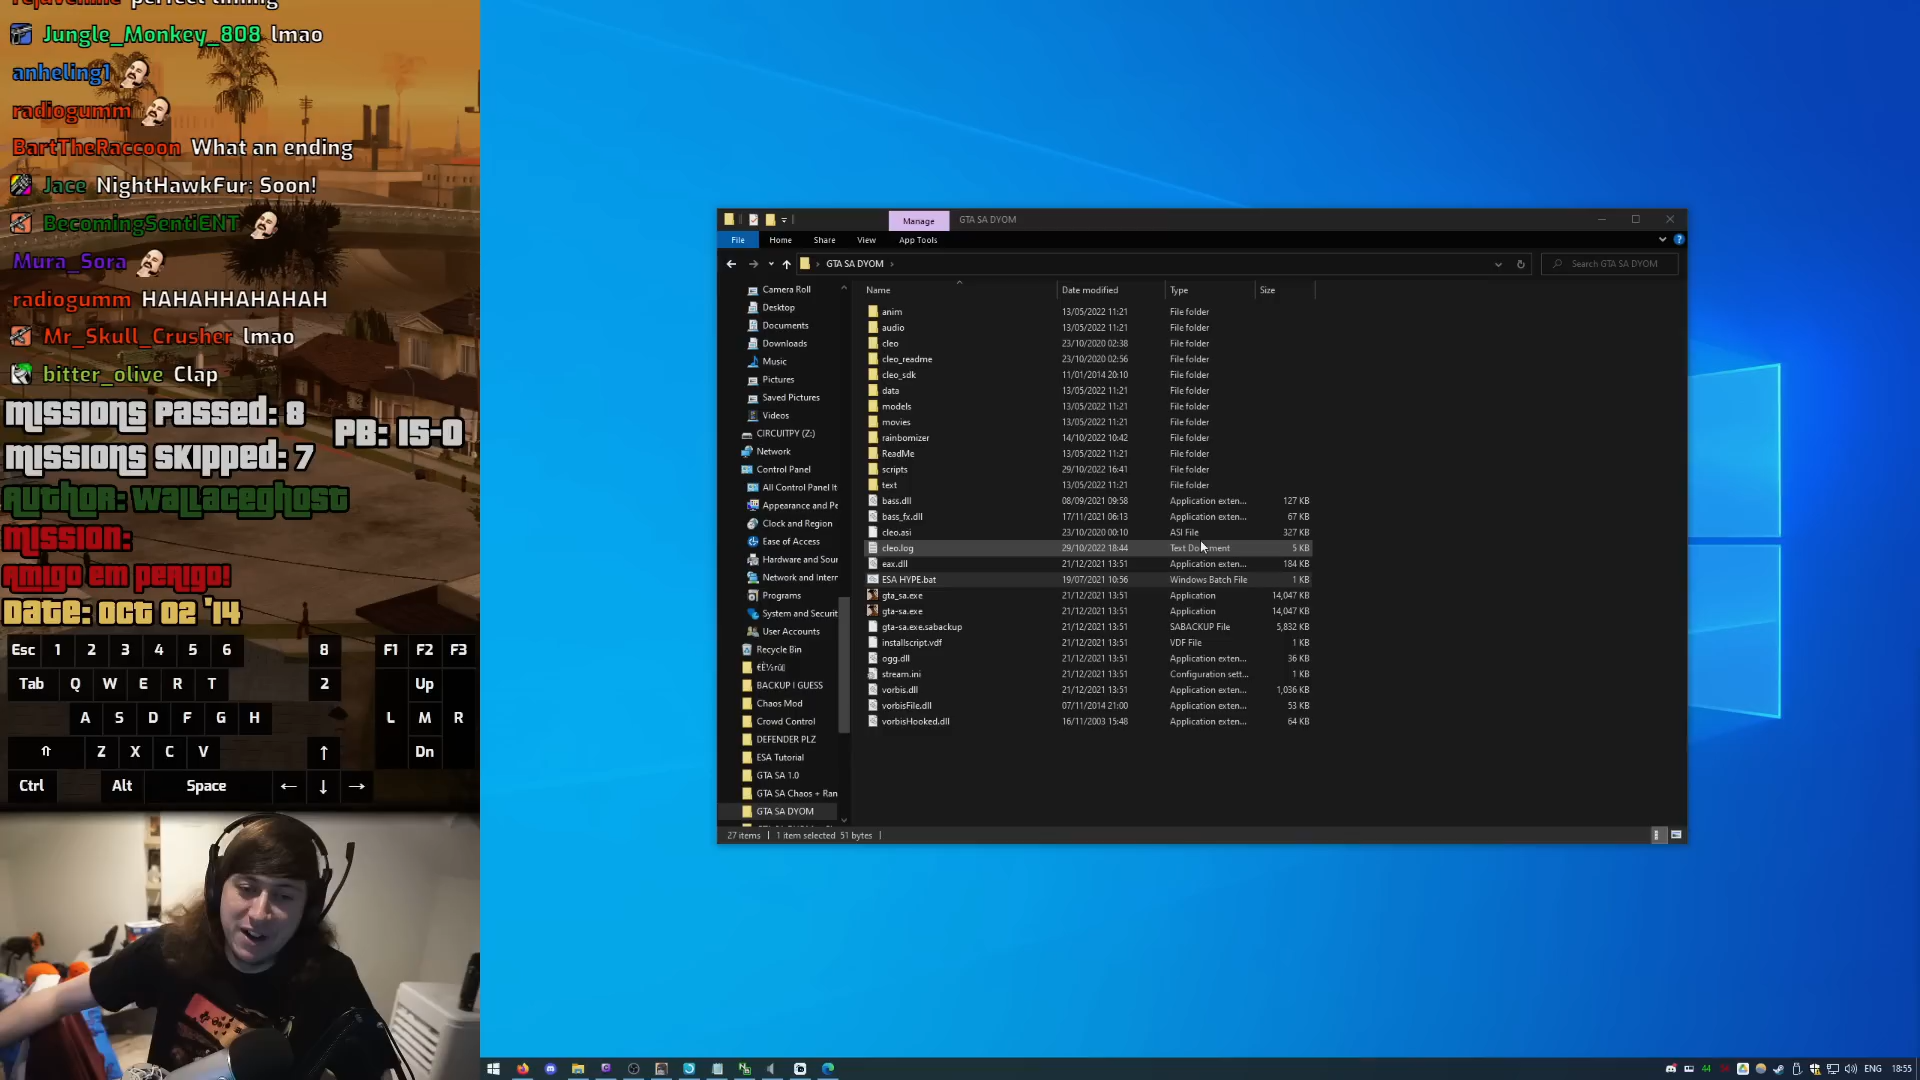 rejuvenine perfect timing
Jungle_Monkey_808 lmao
anheling1
radiogumm
BartTheRaccoon What an ending
Jace NightHawkFur: Soon!
BecomingSentiENT
Mura_Sora
radiogumm HAHAHHAHAHAH
Mr_Skull_Crusher lmao
bitter_olive Clap
Missions Passed: 8
Missions Skipped: 7
PB: 15-0
Author: Wallaceghost
Mission:
Amigo em Penigo!
Date: Oct 02 '14
Esc 1 2 3 4 5 6 8 F1 F2 F3
Tab Q W E R T 2 Up
A S D F G H L M R
⇧ Z X C V ↑ Dn
Ctrl Alt Space ← ↓ →
Manage GTA SA DYOM
File Home Share View App Tools
GTA SA DYOM Search GTA SA DYOM
Camera Roll
Desktop
Documents
Downloads
Music
Pictures
Saved Pictures
Videos
CIRCUITPY (Z:)
Network
Control Panel
All Control Panel It
Appearance and Pe
Clock and Region
Ease of Access
Hardware and Soun
Network and Intern
Programs
System and Securit
User Accounts
Recycle Bin
BACKUP I GUESS
Chaos Mod
Crowd Control
DEFENDER PLZ
ESA Tutorial
GTA SA 1.0
GTA SA Chaos + Ran
GTA SA DYOM
Name Date modified Type Size
anim 13/05/2022 11:21 File folder
audio 13/05/2022 11:21 File folder
cleo 23/10/2020 02:38 File folder
cleo_readme 23/10/2020 02:56 File folder
cleo_sdk 11/01/2014 20:10 File folder
data 13/05/2022 11:21 File folder
models 13/05/2022 11:21 File folder
movies 13/05/2022 11:21 File folder
rainbomizer 14/10/2022 10:42 File folder
ReadMe 13/05/2022 11:21 File folder
scripts 29/10/2022 16:41 File folder
text 13/05/2022 11:21 File folder
bass.dll 08/09/2021 09:58 Application exten... 127 KB
bass_fx.dll 17/11/2021 06:13 Application exten... 67 KB
cleo.asi 23/10/2020 00:10 ASI File 327 KB
cleo.log 29/10/2022 18:44 Text Document 5 KB
eax.dll 21/12/2021 13:51 Application exten... 184 KB
ESA HYPE.bat 19/07/2021 10:56 Windows Batch File 1 KB
gta_sa.exe 21/12/2021 13:51 Application 14,047 KB
gta-sa.exe 21/12/2021 13:51 Application 14,047 KB
gta-sa.exe.sabackup 21/12/2021 13:51 SABACKUP File 5,832 KB
installscript.vdf 21/12/2021 13:51 VDF File 1 KB
ogg.dll 21/12/2021 13:51 Application exten... 36 KB
stream.ini 21/12/2021 13:51 Configuration sett... 1 KB
vorbis.dll 21/12/2021 13:51 Application exten... 1,036 KB
vorbisFile.dll 07/11/2014 21:00 Application exten... 53 KB
vorbisHooked.dll 16/11/2003 15:48 Application exten... 64 KB
27 items 1 item selected 51 bytes
44 ENG 18:55